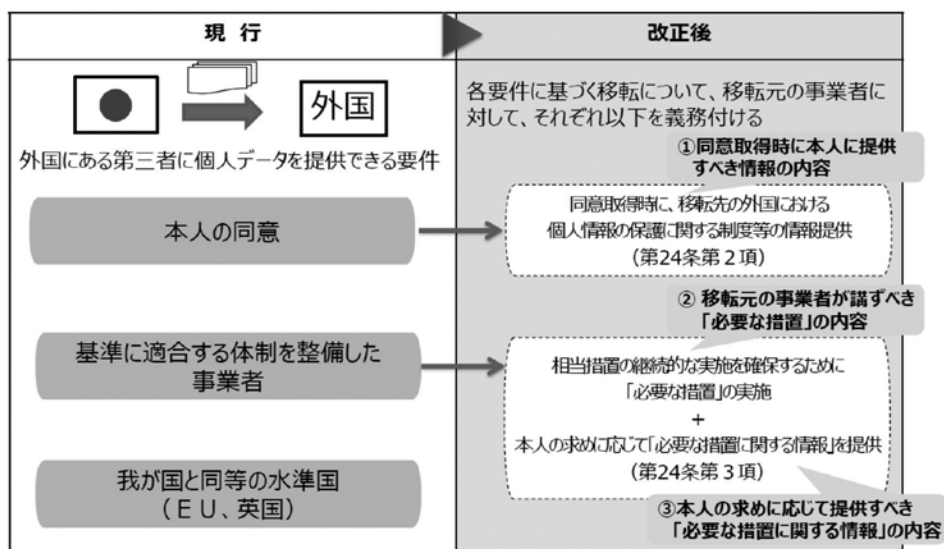 現 行
改正後
外国
外国にある第三者に個人データを提供できる要件
本人の同意
基準に適合する体制を整備した
事業者
我が国と同等の水準国
(EU、英国)
各要件に基づく移転について、移転元の事業者に
対して、それぞれ以下を義務付ける
①同意取得時に本人に提供
すべき情報の内容
同意取得時に、移転先の外国における
個人情報の保護に関する制度等の情報提供
(第24条第2項)
② 移転元の事業者が講ずべき
「必要な措置」の内容
相当措置の継続的な実施を確保するために
「必要な措置」の実施
+
本人の求めに応じて「必要な措置に関する情報」を提供
(第24条第3項)
③本人の求めに応じて提供すべき
「必要な措置に関する情報」の内容